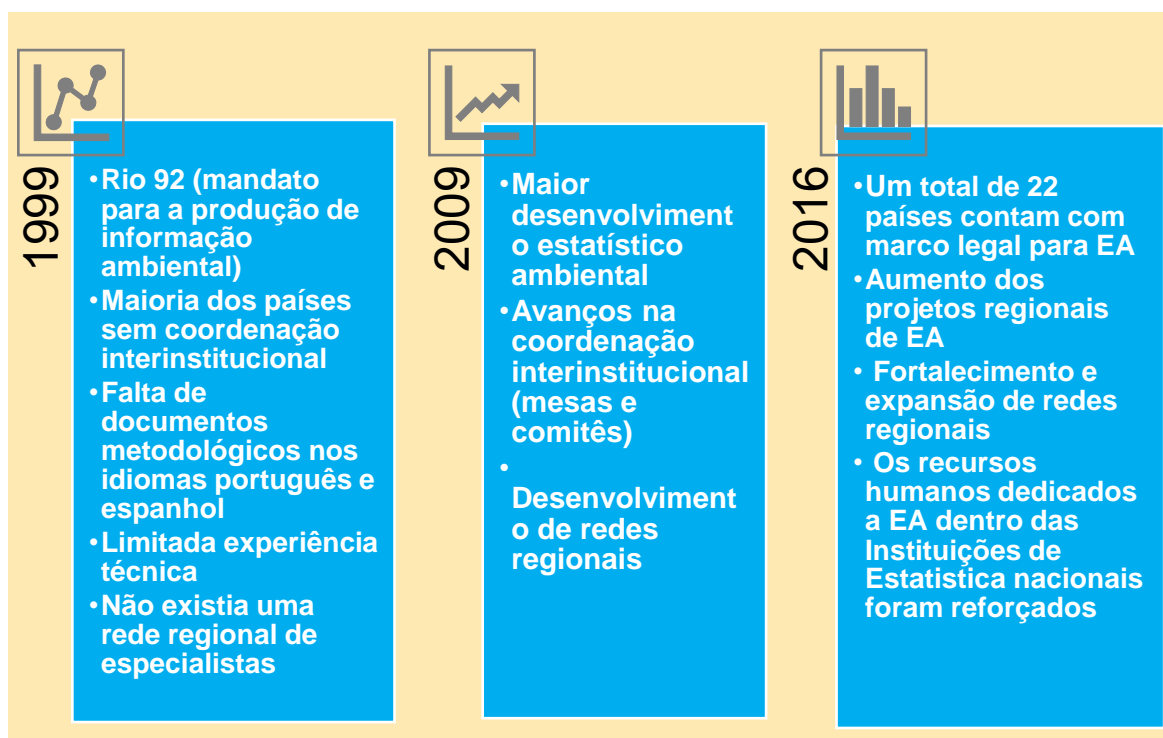 1999
•Rio 92 (mandato
para a produção de
informação
ambiental)
•Maioria dos países
sem coordenação
interinstitucional
•Falta de
documentos
metodológicos nos
idiomas português e
espanhol
•Limitada experiência
técnica
•Não existia uma
rede regional de
especialistas
2009
•Maior
desenvolviment
o estatístico
ambiental
•Avanços na
coordenação
interinstitucional
(mesas e
comitês)
•
Desenvolviment
o de redes
regionais
2016
•Um total de 22
países contam com
marco legal para EA
•Aumento dos
projetos regionais
de EA
• Fortalecimento e
expansão de redes
regionais
• Os recursos
humanos dedicados
a EA dentro das
Instituições de
Estatistica nacionais
foram reforçados